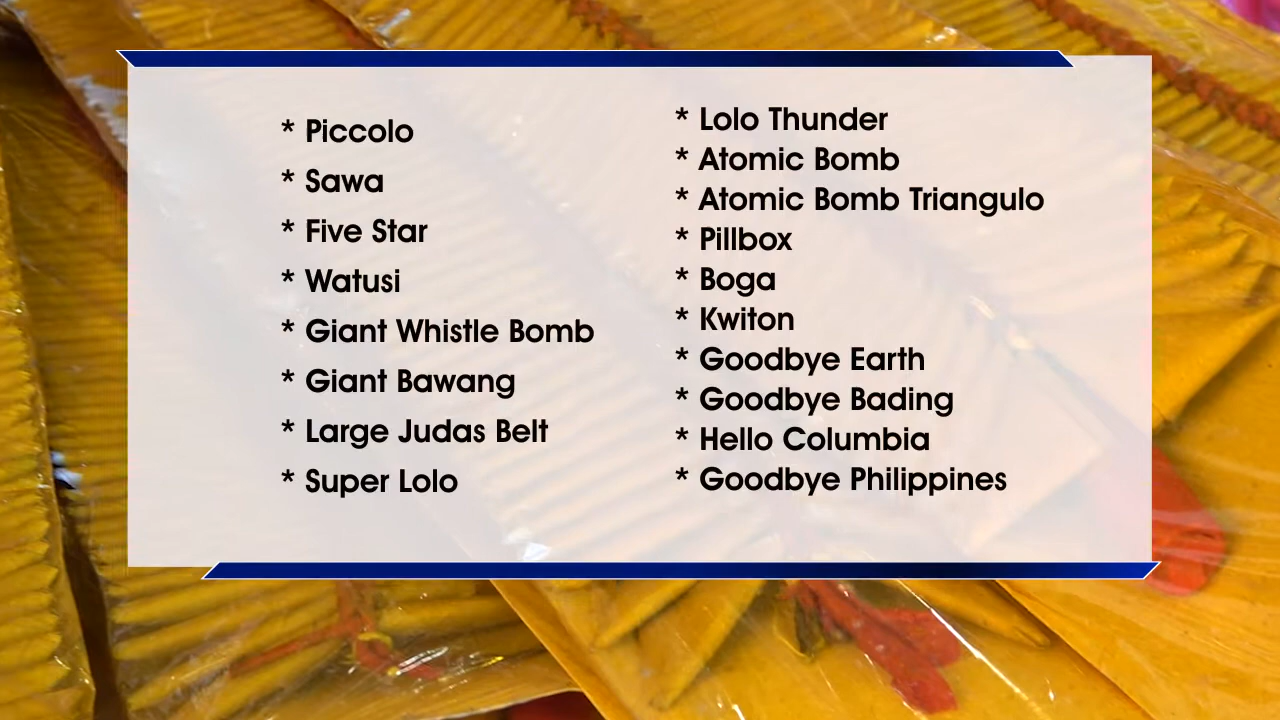 * Piccolo
* Sawa
* Five Star
* Watusi
* Giant Whistle Bomb
* Giant Bawang
* Large Judas Belt
* Super Lolo
* Lolo Thunder
* Atomic Bomb
* Atomic Bomb Triangulo
* Pillbox
* Boga
* Kwiton
* Goodbye Earth
* Goodbye Bading
* Hello Columbia
* Goodbye Philippines